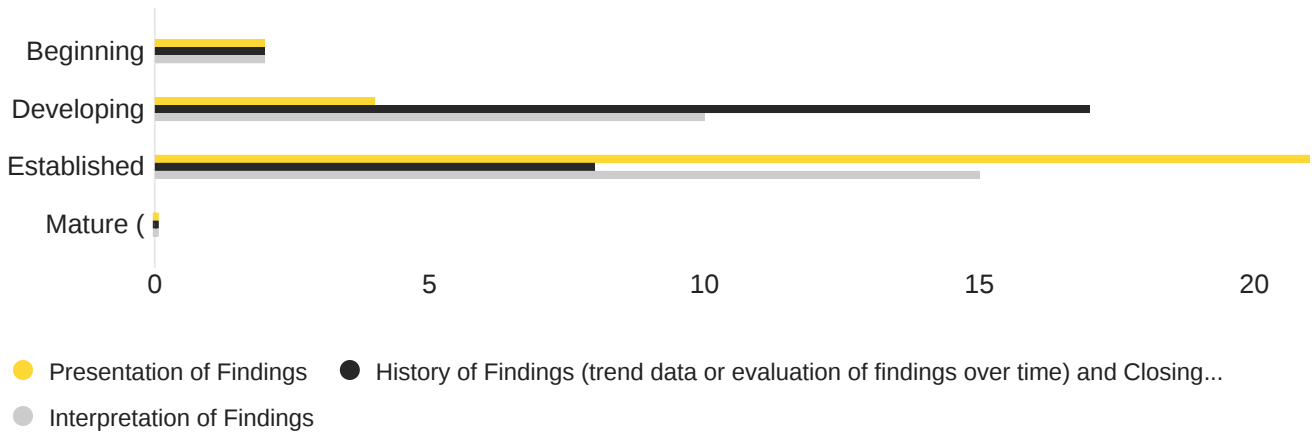 Beginning
Developing
Established
Mature (
0 5 10 15 20
Presentation of Findings History of Findings (trend data or evaluation of findings over time) and Closing...
Interpretation of Findings